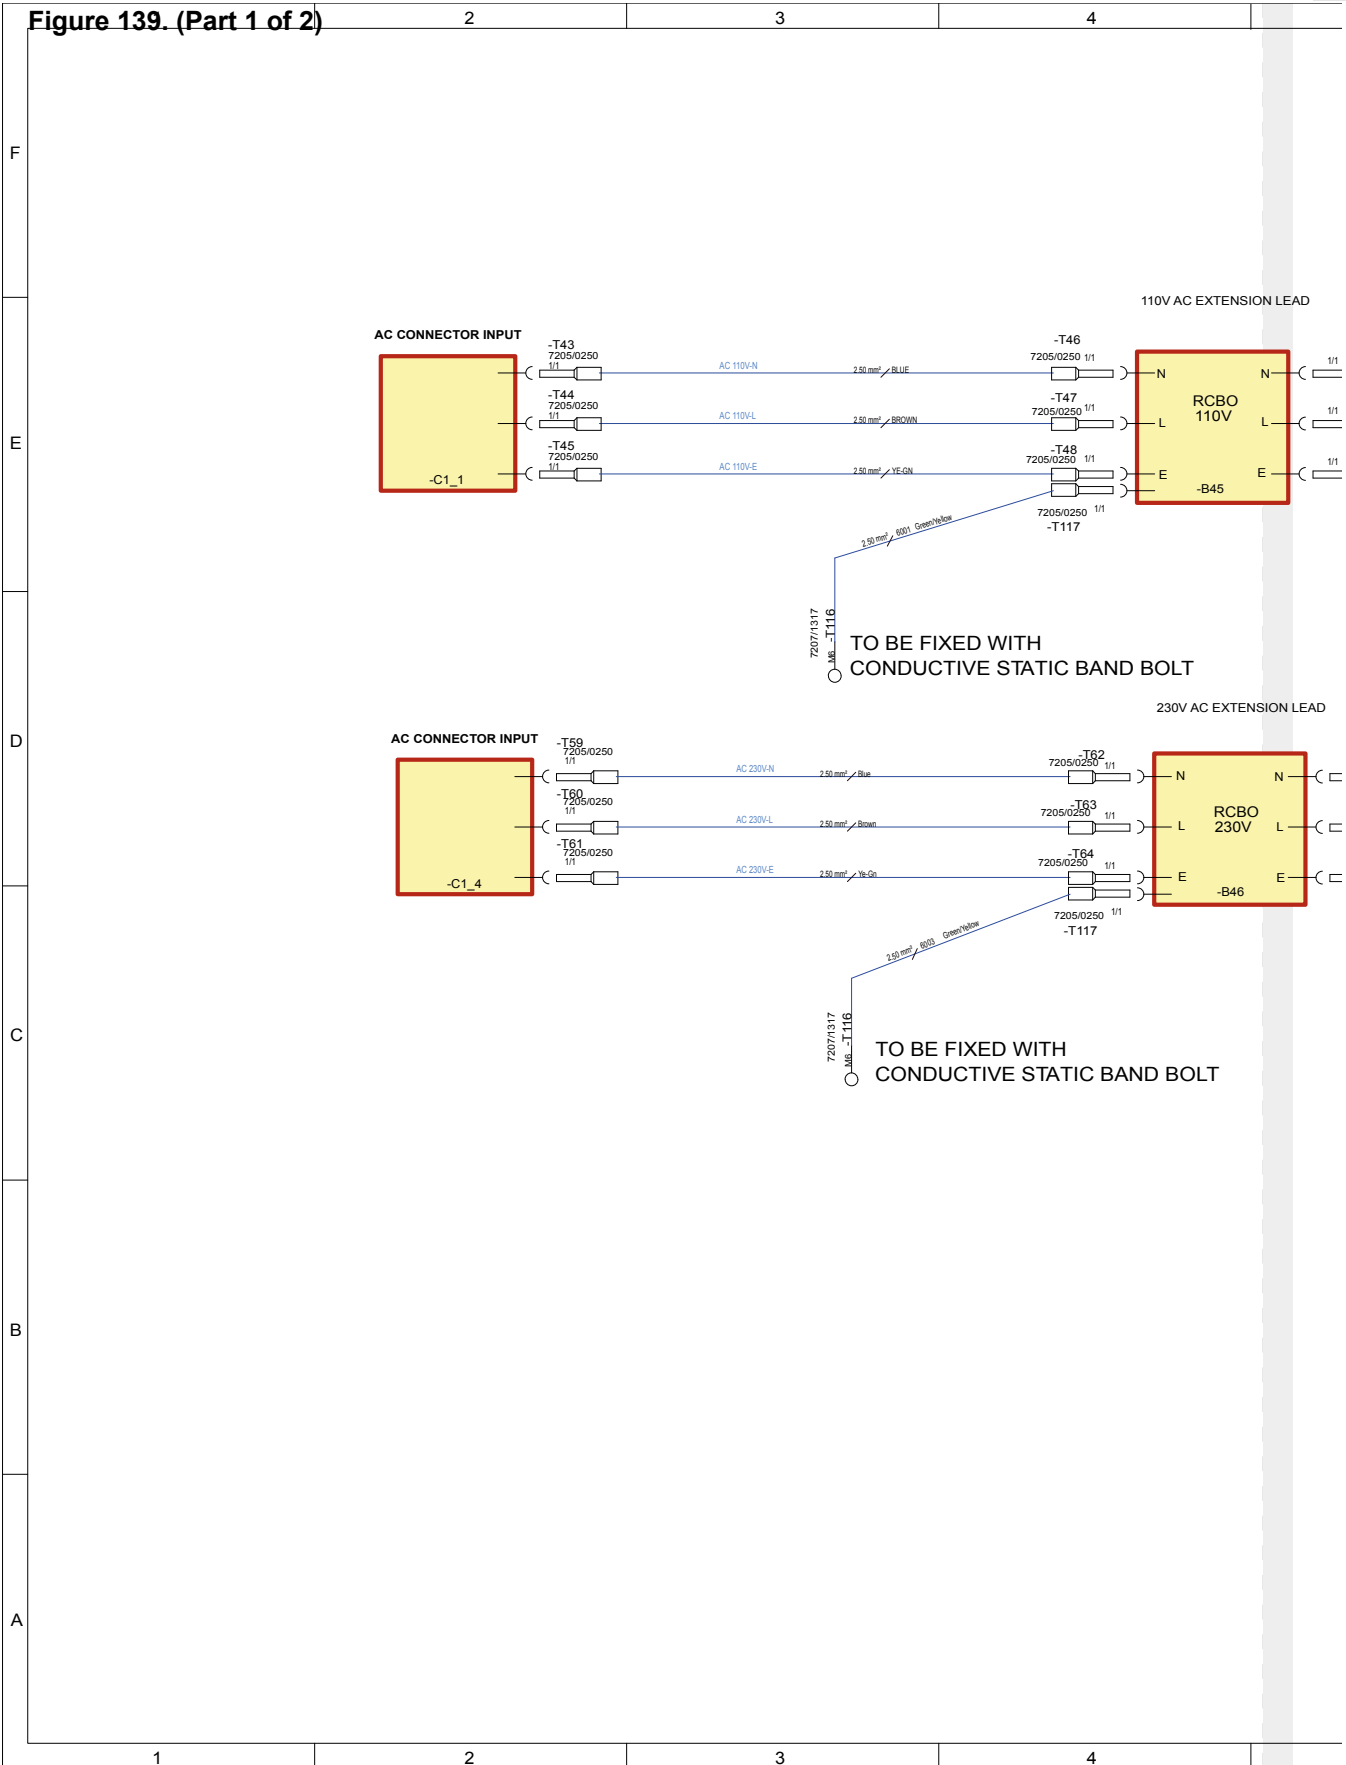 Figure 139. (Part 1 of 2)
2
3
4
F
E
D
C
B
A
110V AC EXTENSION LEAD
AC CONNECTOR INPUT
-T43
7205/0250
1/1
AC 110V-N
2.50 mm² BLUE
-T46
7205/0250 1/1
N
N
1/1
-T44
7205/0250
1/1
AC 110V-L
2.50 mm² BROWN
-T47
7205/0250 1/1
L
RCBO
110V
L
1/1
-T45
7205/0250
1/1
AC 110V-E
2.50 mm² YE-GN
-T48
7205/0250 1/1
E
E
1/1
-C1_1
-B45
7205/0250 1/1
-T117
2.50 mm² 6001 Green/Yellow
7207/1317
-T116
M6
TO BE FIXED WITH
CONDUCTIVE STATIC BAND BOLT
230V AC EXTENSION LEAD
AC CONNECTOR INPUT
-T59
7205/0250
1/1
AC 230V-N
2.50 mm² Blue
-T62
7205/0250 1/1
N
N
-T60
7205/0250
1/1
AC 230V-L
2.50 mm² Brown
-T63
7205/0250 1/1
L
RCBO
230V
L
-T61
7205/0250
1/1
AC 230V-E
2.50 mm² Ye-Gn
-T64
7205/0250 1/1
E
E
-C1_4
-B46
7205/0250 1/1
-T117
2.50 mm² 6003 Green/Yellow
7207/1317
-T116
M6
TO BE FIXED WITH
CONDUCTIVE STATIC BAND BOLT
1
2
3
4